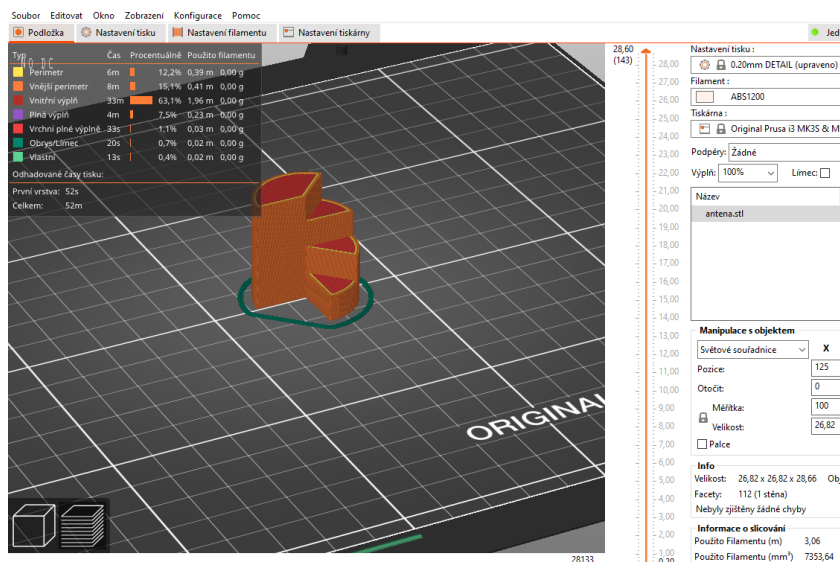 Soubor Editovat Okno Zobrazení Konfigurace Pomoc
Podložka Nastavení tisku Nastavení filamentu Nastavení tiskárny Jed
Typ Čas Procentuálně Použito filamentu
Perimetr 6m 12,2% 0,39 m 0,00 g
Vnější perimetr 8m 15,1% 0,41 m 0,00 g
Vnitřní výplň 33m 63,1% 1,96 m 0,00 g
Plná výplň 4m 7,5% 0,23 m 0,00 g
Vrchní plné výplně 33s 1,1% 0,03 m 0,00 g
Obrys/Límec 20s 0,7% 0,02 m 0,00 g
Vlastní 13s 0,4% 0,02 m 0,00 g
Odhadované časy tisku:
První vrstva: 52s
Celkem: 52m
ORIGINAL
28133
28,60
(143)
28,00
27,00
26,00
25,00
24,00
23,00
22,00
21,00
20,00
19,00
18,00
17,00
16,00
15,00
14,00
13,00
12,00
11,00
10,00
9,00
8,00
7,00
6,00
5,00
4,00
3,00
2,00
1,00
0,20
Nastavení tisku :
0.20mm DETAIL (upraveno)
Filament :
ABS1200
Tiskárna :
Original Prusa i3 MK3S & M
Podpěry: Žádné
Výplň: 100% Límec:
Název
antena.stl
Manipulace s objektem
Světové souřadnice X
Pozice: 125
Otočit: 0
Měřítka: 100
Velikost: 26,82
Palce
Info
Velikost: 26,82 x 26,82 x 28,66 Obj
Facety: 112 (1 stěna)
Nebyly zjištěny žádné chyby
Informace o slicování
Použito Filamentu (m) 3,06
Použito Filamentu (mm³) 7353,64